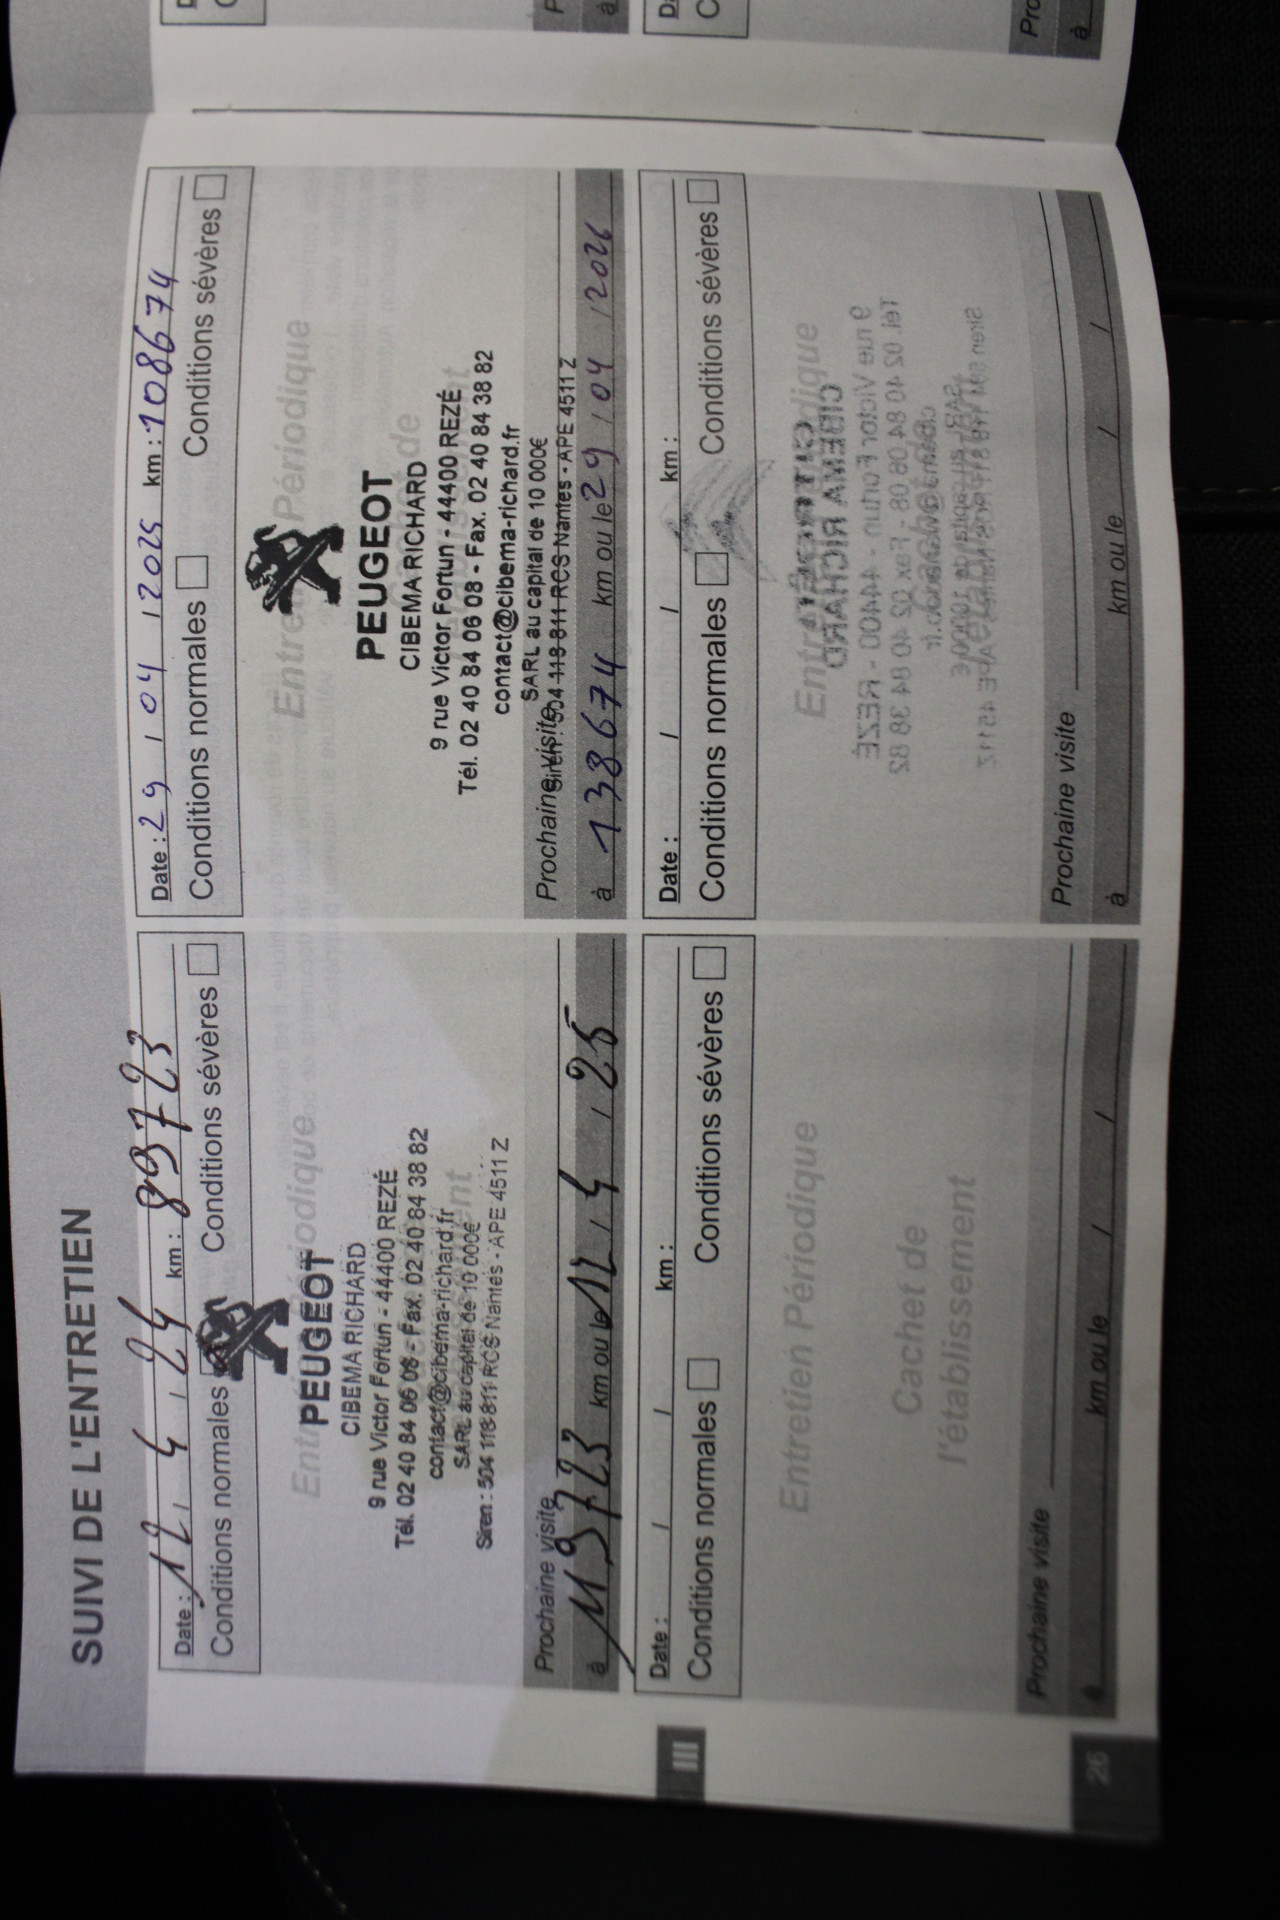 SUIVI DE L'ENTRETIEN
Date : 12 / 4 / 24 km : 89723
Conditions normales Conditions sévères
Entretien Périodique
PEUGEOT
CIBEMA RICHARD
9 rue Victor Fortun - 44400 REZÉ
Tél. 02 40 84 06 08 - Fax. 02 40 84 38 82
contact@cibema-richard.fr
SARL au capital de 10 000€
Siren : 504 118 811 RCS Nantes - APE 4511 Z
Prochaine visite
à 119723 km ou le 12 / 4 / 25
Date : 29 / 04 / 2025 km : 108674
Conditions normales Conditions sévères
Entretien Périodique
PEUGEOT
CIBEMA RICHARD
9 rue Victor Fortun - 44400 REZÉ
Tél. 02 40 84 06 08 - Fax. 02 40 84 38 82
contact@cibema-richard.fr
SARL au capital de 10 000€
Siren : 504 118 811 RCS Nantes - APE 4511 Z
Prochaine visite
à 138674 km ou le 29 / 04 / 2026
Date : / / km :
Conditions normales Conditions sévères
Entretien Périodique
Cachet de
l'établissement
Prochaine visite
à km ou le / /
Date : / / km :
Conditions normales Conditions sévères
Entretien Périodique
Prochaine visite
à km ou le / /
III
26